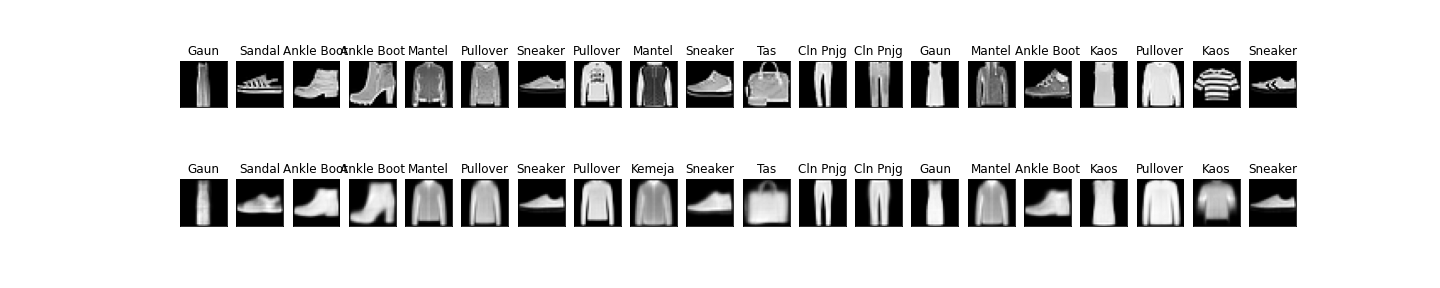 Gaun Sandal Ankle Boot Ankle Boot Mantel Pullover Sneaker Pullover Mantel Sneaker Tas Cln Pnjg Cln Pnjg Gaun Mantel Ankle Boot Kaos Pullover Kaos Sneaker
Gaun Sandal Ankle Boot Ankle Boot Mantel Pullover Sneaker Pullover Kemeja Sneaker Tas Cln Pnjg Cln Pnjg Gaun Mantel Ankle Boot Kaos Pullover Kaos Sneaker